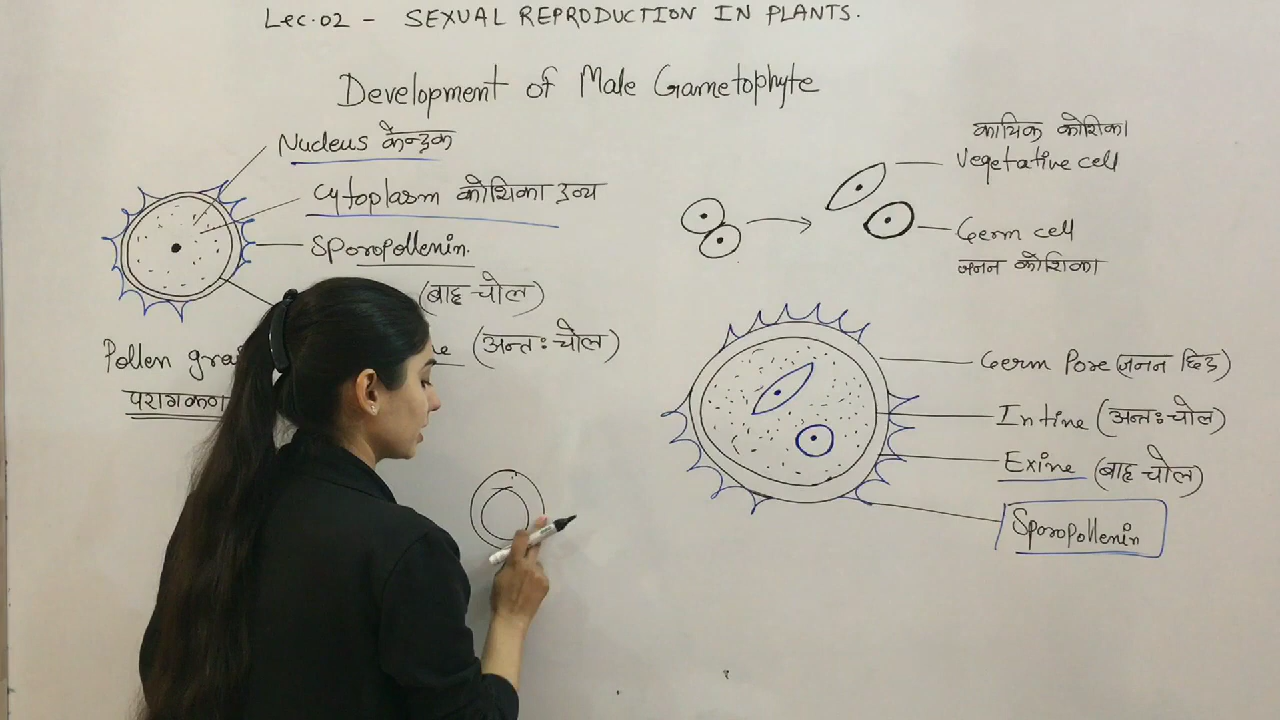 Lec.02 - SEXUAL REPRODUCTION IN PLANTS.
Development of Male Gametophyte
Nucleus केन्द्रक
Cytoplasm कोशिका द्रव्य
Sporopollenin.
(बाह्य चोल)
(अन्तः चोल)
Pollen
परागकण
कायिक कोशिका
Vegetative cell
Germ cell
जनन कोशिका
Germ Pore (जनन छिद्र)
Intine (अन्तः चोल)
Exine (बाह्य चोल)
Sporopollenin